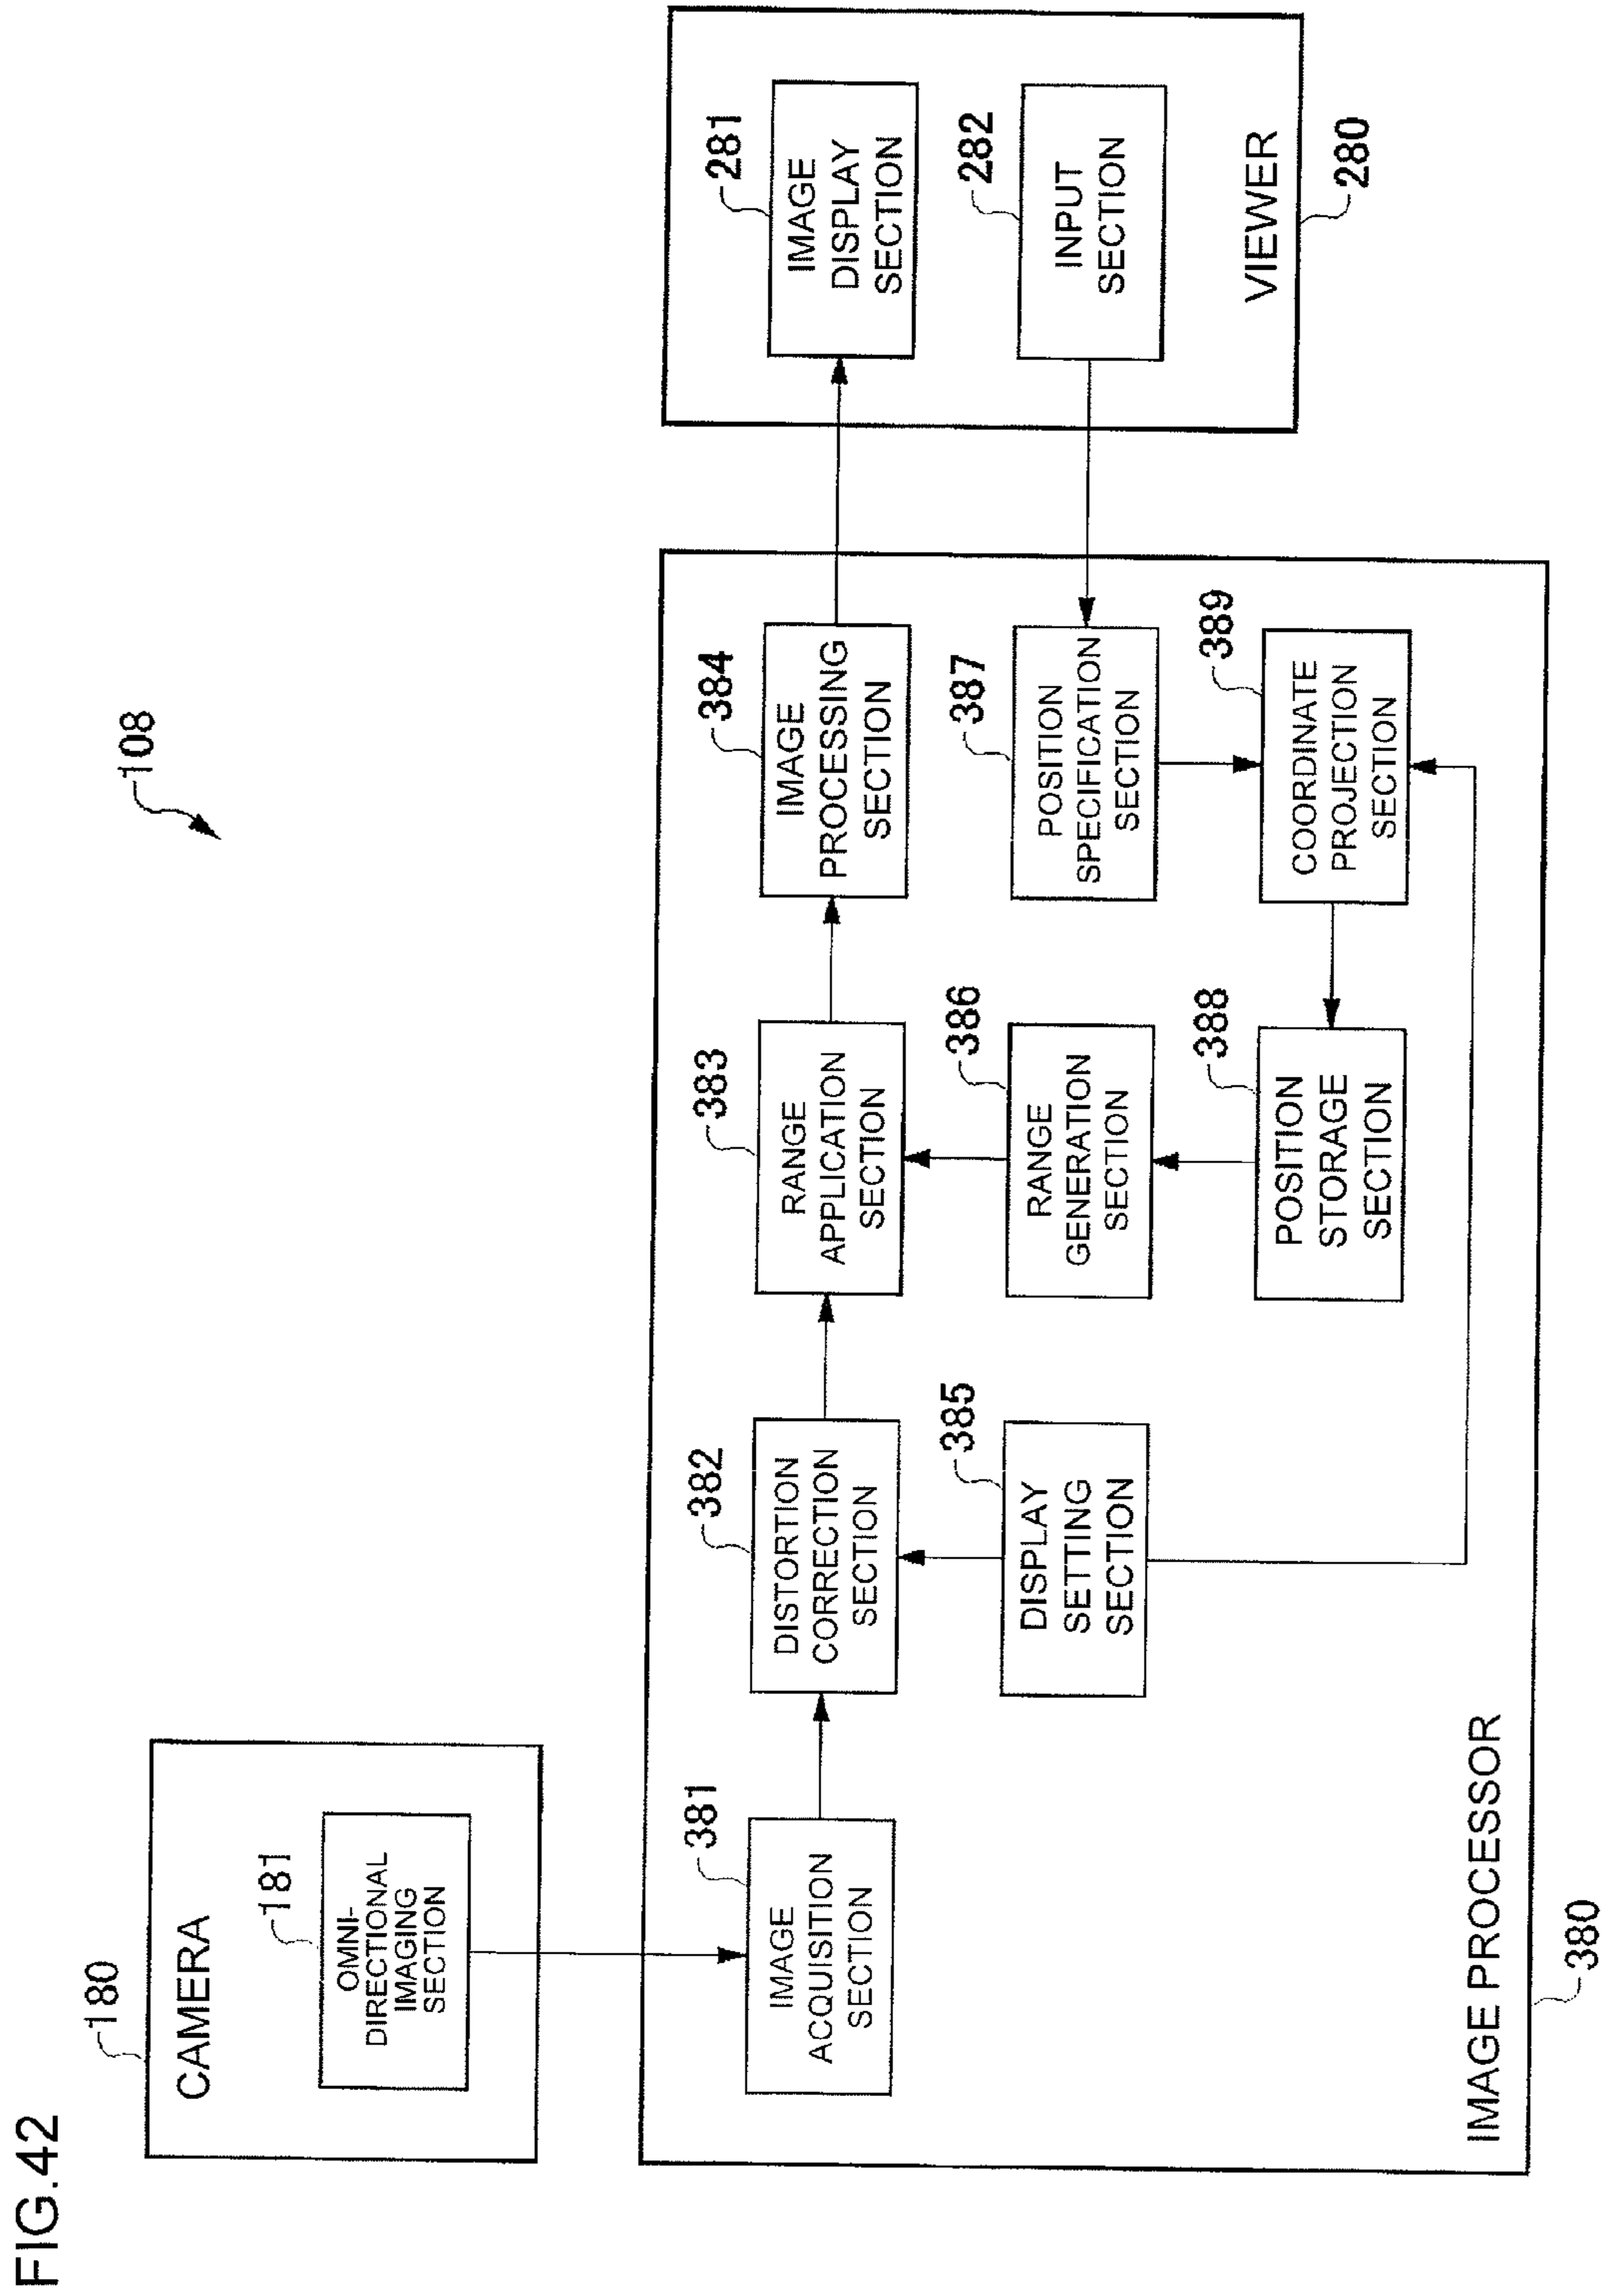 FIG.42
108
180
CAMERA
181
OMNI-
DIRECTIONAL
IMAGING
SECTION
381
IMAGE
ACQUISITION
SECTION
382
DISTORTION
CORRECTION
SECTION
383
RANGE
APPLICATION
SECTION
384
IMAGE
PROCESSING
SECTION
385
DISPLAY
SETTING
SECTION
386
RANGE
GENERATION
SECTION
387
POSITION
SPECIFICATION
SECTION
388
POSITION
STORAGE
SECTION
389
COORDINATE
PROJECTION
SECTION
IMAGE PROCESSOR
380
281
IMAGE
DISPLAY
SECTION
282
INPUT
SECTION
VIEWER
280